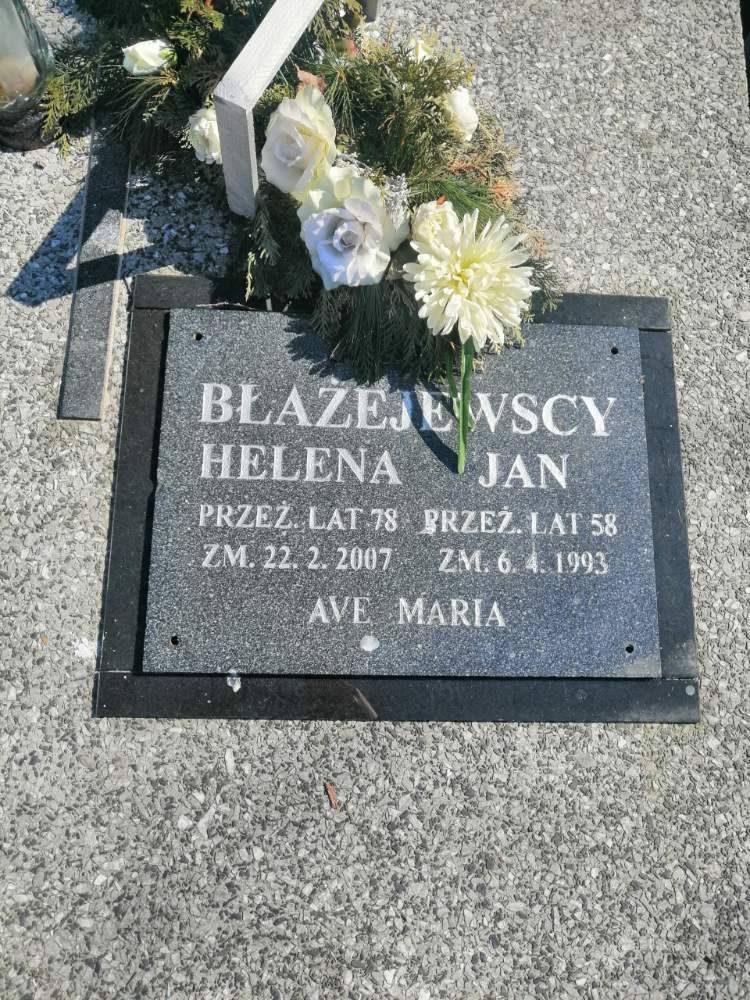 BŁAŻEJEWSCY
HELENA JAN
PRZEŻ. LAT 78 PRZEŻ. LAT 58
ZM. 22. 2. 2007 ZM. 6. 4. 1993
AVE MARIA